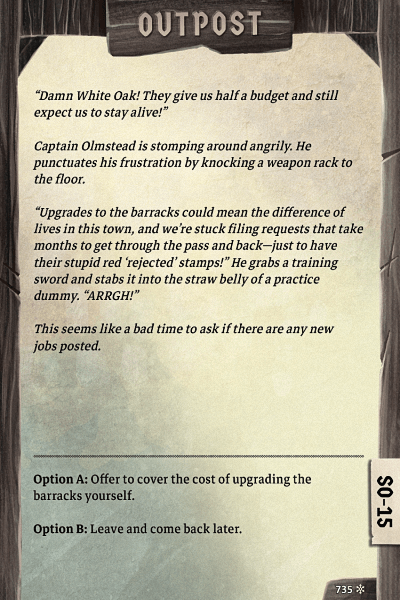 OUTPOST
“Damn White Oak! They give us half a budget and still
expect us to stay alive!”
Captain Olmstead is stomping around angrily. He
punctuates his frustration by knocking a weapon rack to
the floor.
“Upgrades to the barracks could mean the difference of
lives in this town, and we’re stuck filing requests that take
months to get through the pass and back—just to have
their stupid red ‘rejected’ stamps!” He grabs a training
sword and stabs it into the straw belly of a practice
dummy. “ARRGH!”
This seems like a bad time to ask if there are any new
jobs posted.
Option A: Offer to cover the cost of upgrading the
barracks yourself.
Option B: Leave and come back later.
SO-15
735